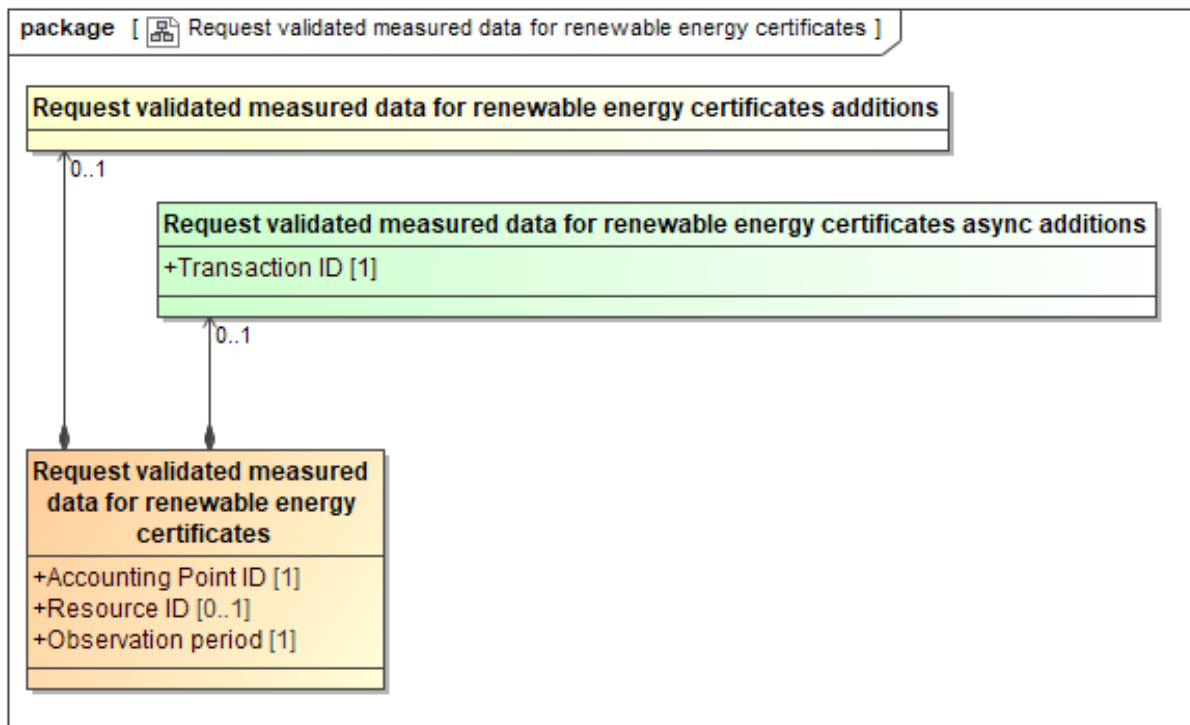 package [ Request validated measured data for renewable energy certificates ]
Request validated measured data for renewable energy certificates additions
0..1
Request validated measured data for renewable energy certificates async additions
+Transaction ID [1]
0..1
Request validated measured
data for renewable energy
certificates
+Accounting Point ID [1]
+Resource ID [0..1]
+Observation period [1]